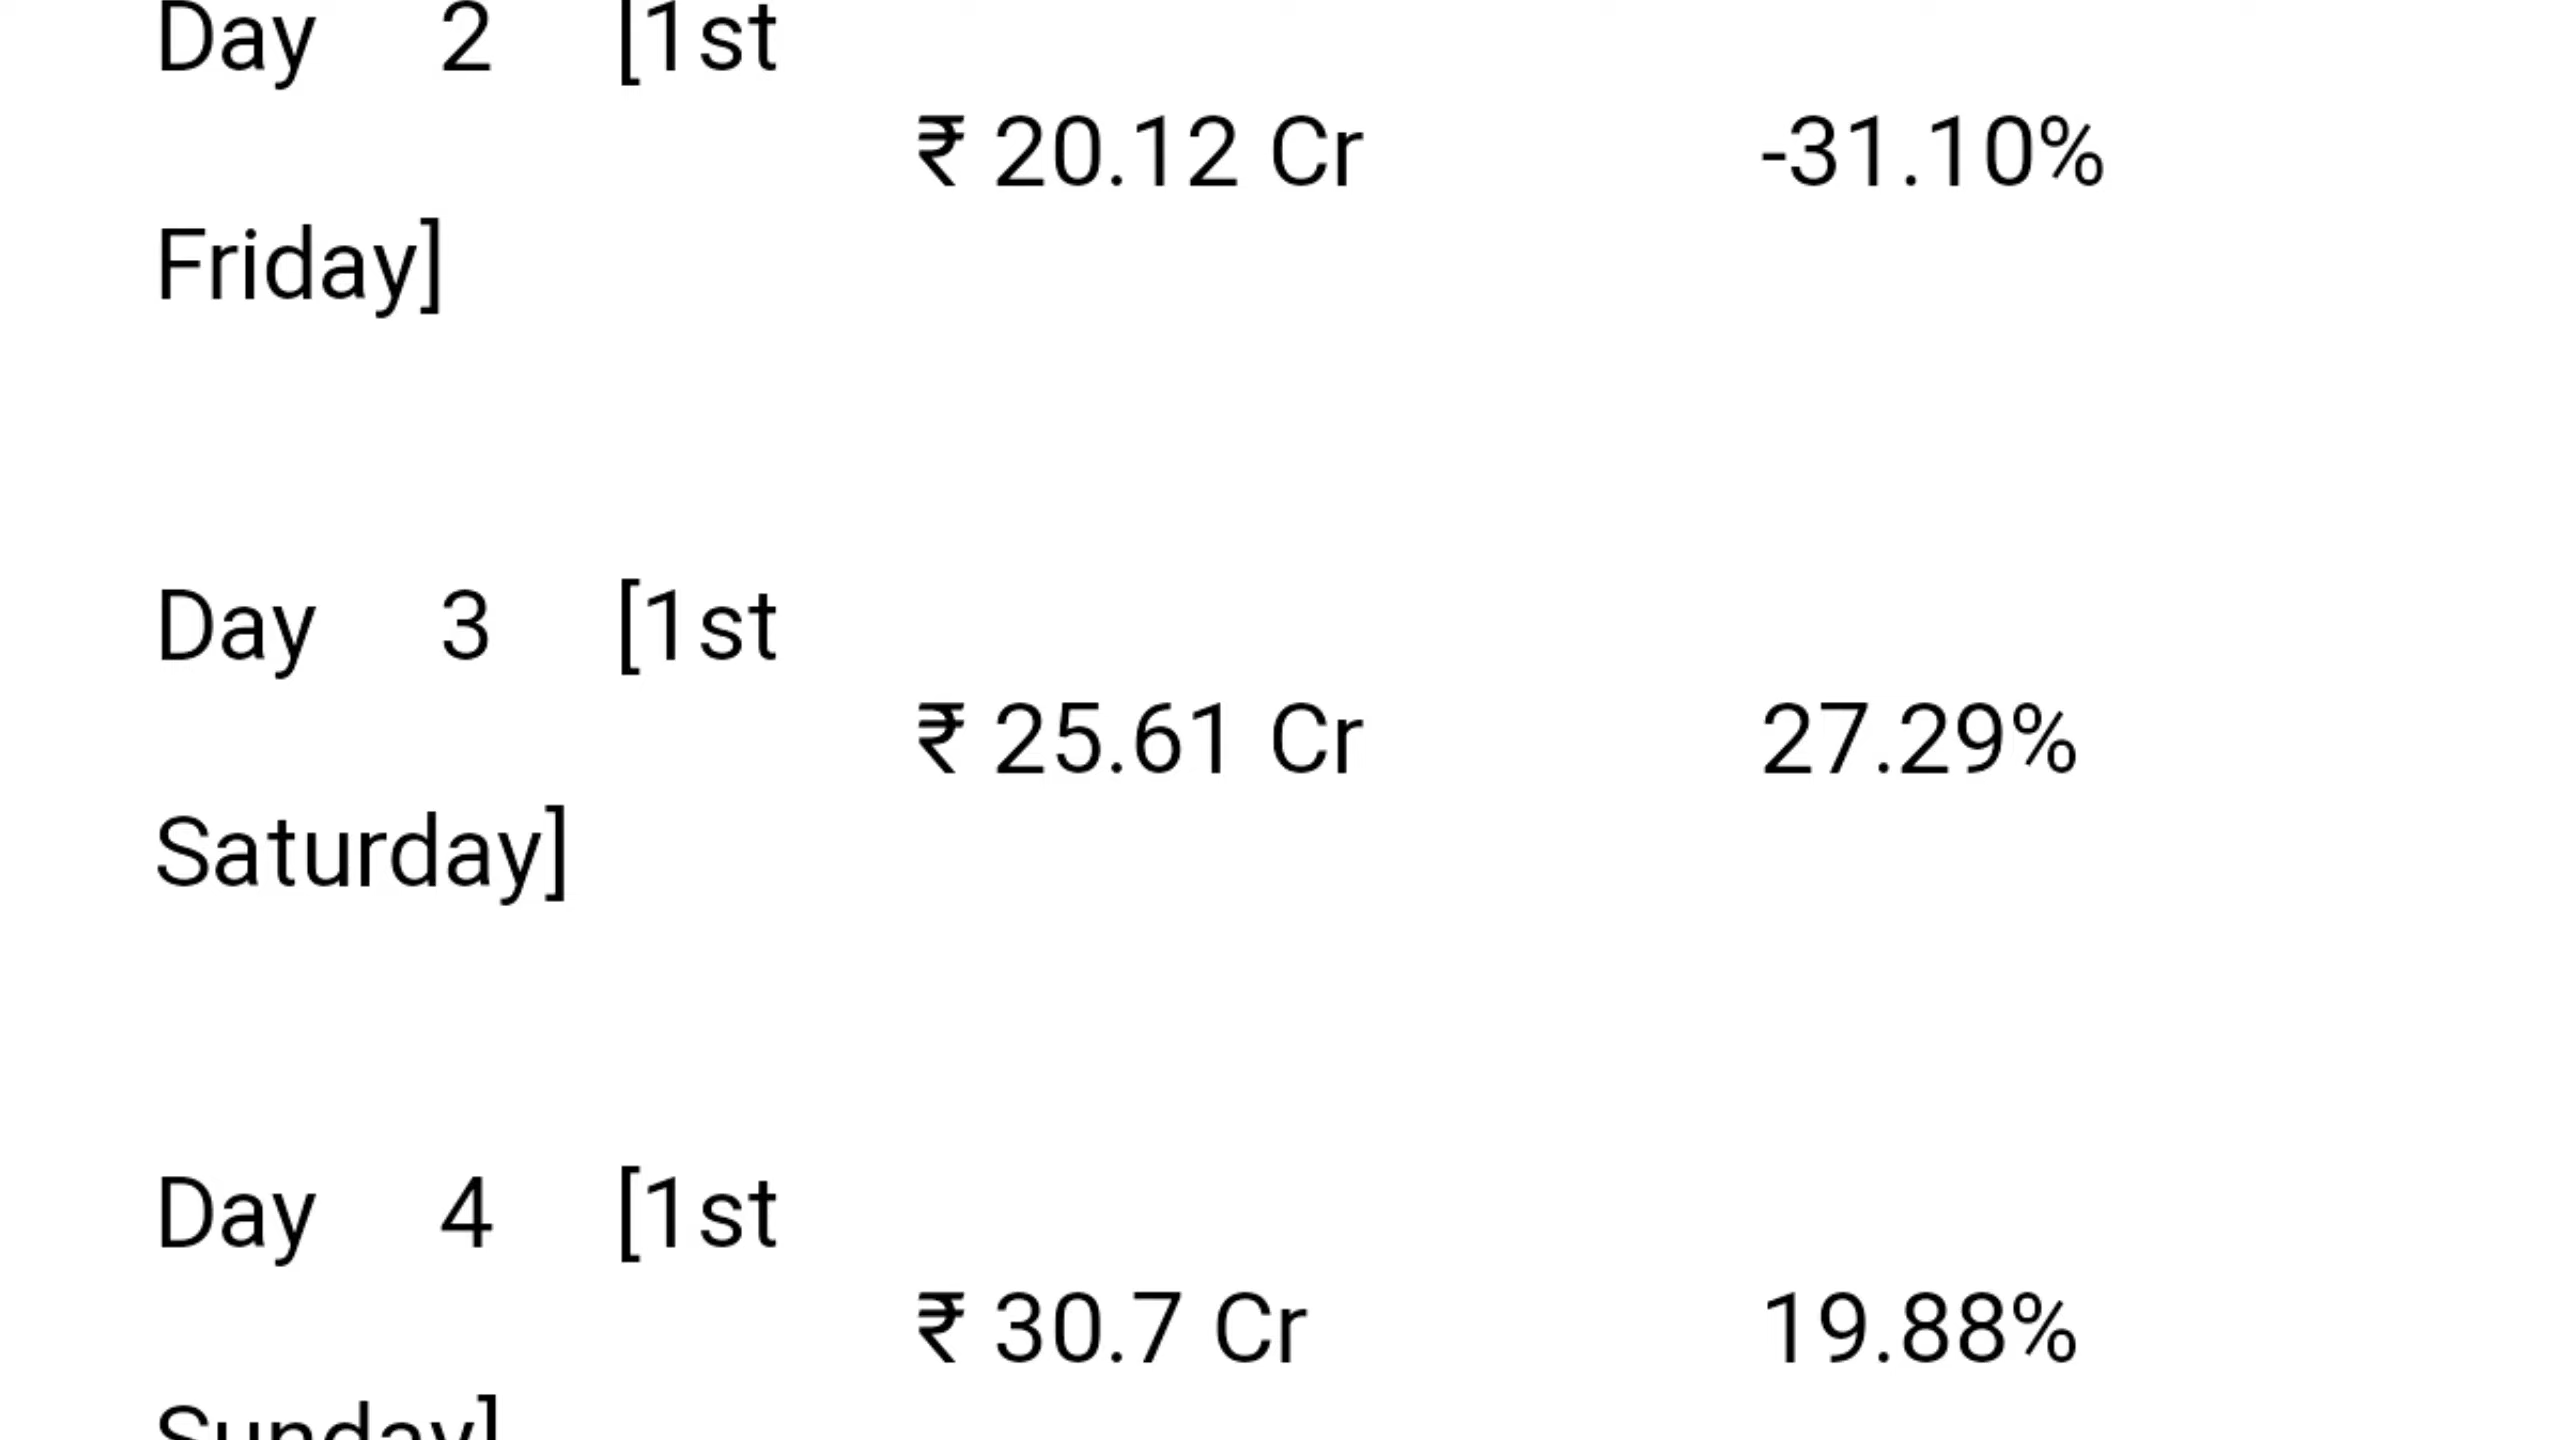 Day 2 [1st
₹ 20.12 Cr -31.10%
Friday]
Day 3 [1st
₹ 25.61 Cr 27.29%
Saturday]
Day 4 [1st
₹ 30.7 Cr 19.88%
Sunday]